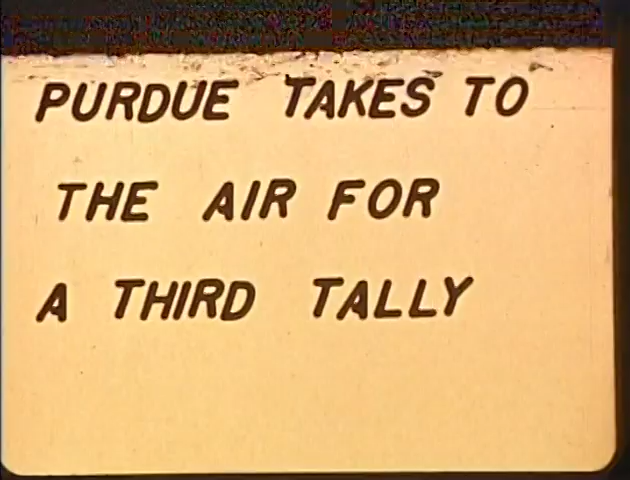 PURDUE TAKES TO
THE AIR FOR
A THIRD TALLY